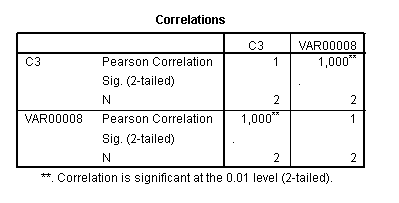 Correlations
C3 VAR00008
C3 Pearson Correlation 1 1,000**
Sig. (2-tailed) .
N 2 2
VAR00008 Pearson Correlation 1,000** 1
Sig. (2-tailed) .
N 2 2
**. Correlation is significant at the 0.01 level (2-tailed).